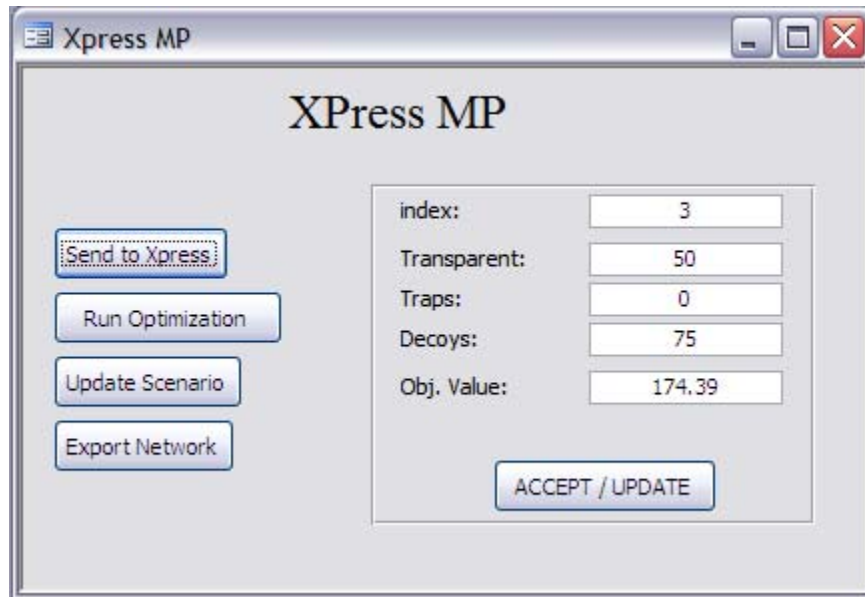 Xpress MP
XPress MP
Send to Xpress
Run Optimization
Update Scenario
Export Network
index: 3
Transparent: 50
Traps: 0
Decoys: 75
Obj. Value: 174.39
ACCEPT / UPDATE